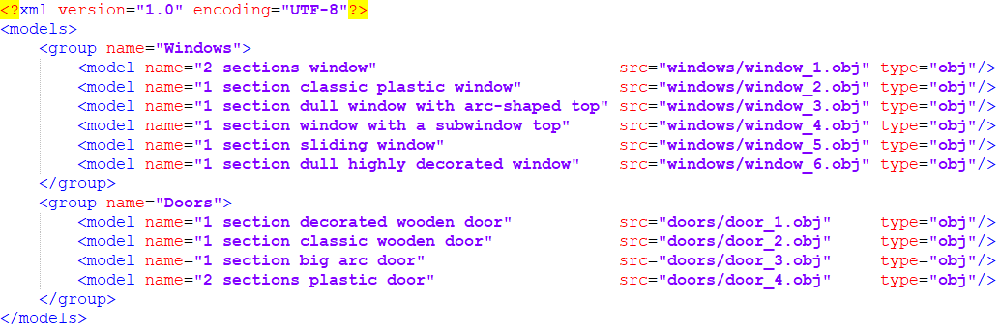 <?xml version="1.0" encoding="UTF-8"?>
<models>
    <group name="Windows">
        <model name="2 sections window"                         src="windows/window_1.obj" type="obj"/>
        <model name="1 section classic plastic window"          src="windows/window_2.obj" type="obj"/>
        <model name="1 section dull window with arc-shaped top" src="windows/window_3.obj" type="obj"/>
        <model name="1 section window with a subwindow top"     src="windows/window_4.obj" type="obj"/>
        <model name="1 section sliding window"                  src="windows/window_5.obj" type="obj"/>
        <model name="1 section dull highly decorated window"    src="windows/window_6.obj" type="obj"/>
    </group>
    <group name="Doors">
        <model name="1 section decorated wooden door"           src="doors/door_1.obj"     type="obj"/>
        <model name="1 section classic wooden door"             src="doors/door_2.obj"     type="obj"/>
        <model name="1 section big arc door"                    src="doors/door_3.obj"     type="obj"/>
        <model name="2 sections plastic door"                   src="doors/door_4.obj"     type="obj"/>
    </group>
</models>